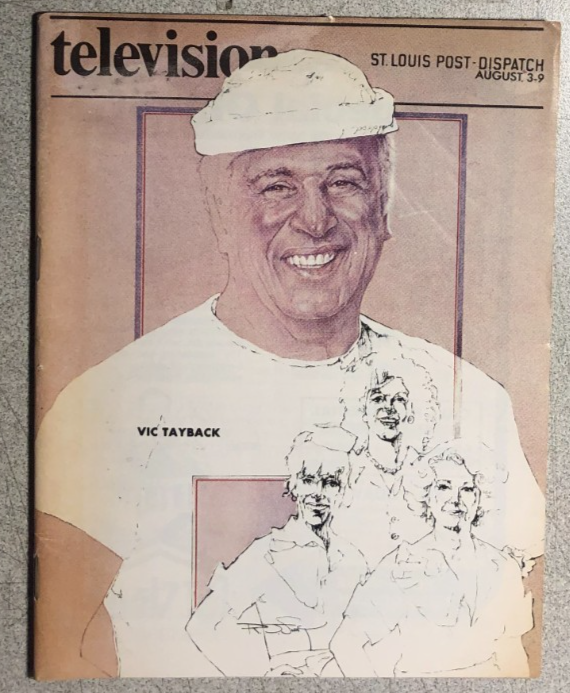 television
ST. LOUIS POST-DISPATCH
AUGUST 3-9
VIC TAYBACK